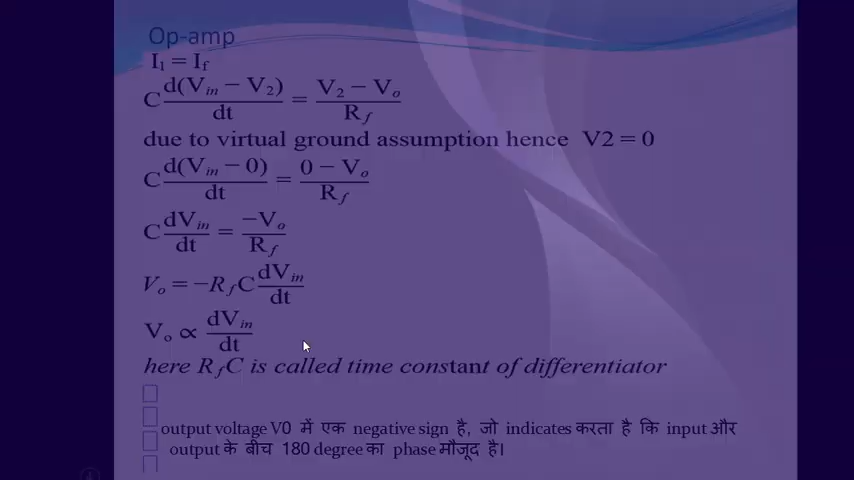 Op-amp
I₁ = I_f
C d(V_in − V₂)/dt = (V₂ − V_o)/R_f
due to virtual ground assumption hence V2 = 0
C d(V_in − 0)/dt = (0 − V_o)/R_f
C dV_in/dt = −V_o/R_f
V_o = −R_f C dV_in/dt
V_o ∝ dV_in/dt
here R_f C is called time constant of differentiator
output voltage V0 में एक negative sign है, जो indicates करता है कि input और
output के बीच 180 degree का phase मौजूद है।